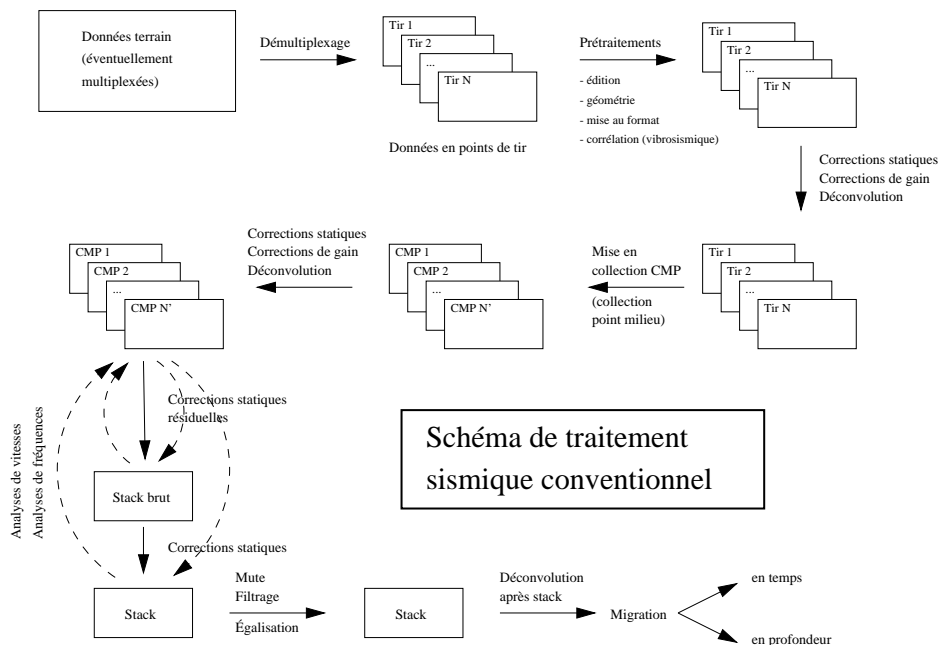 Données terrain
(éventuellement
multiplexées)
Démultiplexage
Tir 1
Tir 2
...
Tir N
Données en points de tir
Prétraitements
- édition
- géométrie
- mise au format
- corrélation (vibrosismique)
Tir 1
Tir 2
...
Tir N
Corrections statiques
Corrections de gain
Déconvolution
Tir 1
Tir 2
...
Tir N
Mise en
collection CMP
(collection
point milieu)
CMP 1
CMP 2
...
CMP N'
Corrections statiques
Corrections de gain
Déconvolution
CMP 1
CMP 2
...
CMP N'
Corrections statiques
résiduelles
Analyses de vitesses
Analyses de fréquences
Stack brut
Corrections statiques
Stack
Mute
Filtrage
Égalisation
Stack
Déconvolution
après stack
Migration
en temps
en profondeur
Schéma de traitement
sismique conventionnel